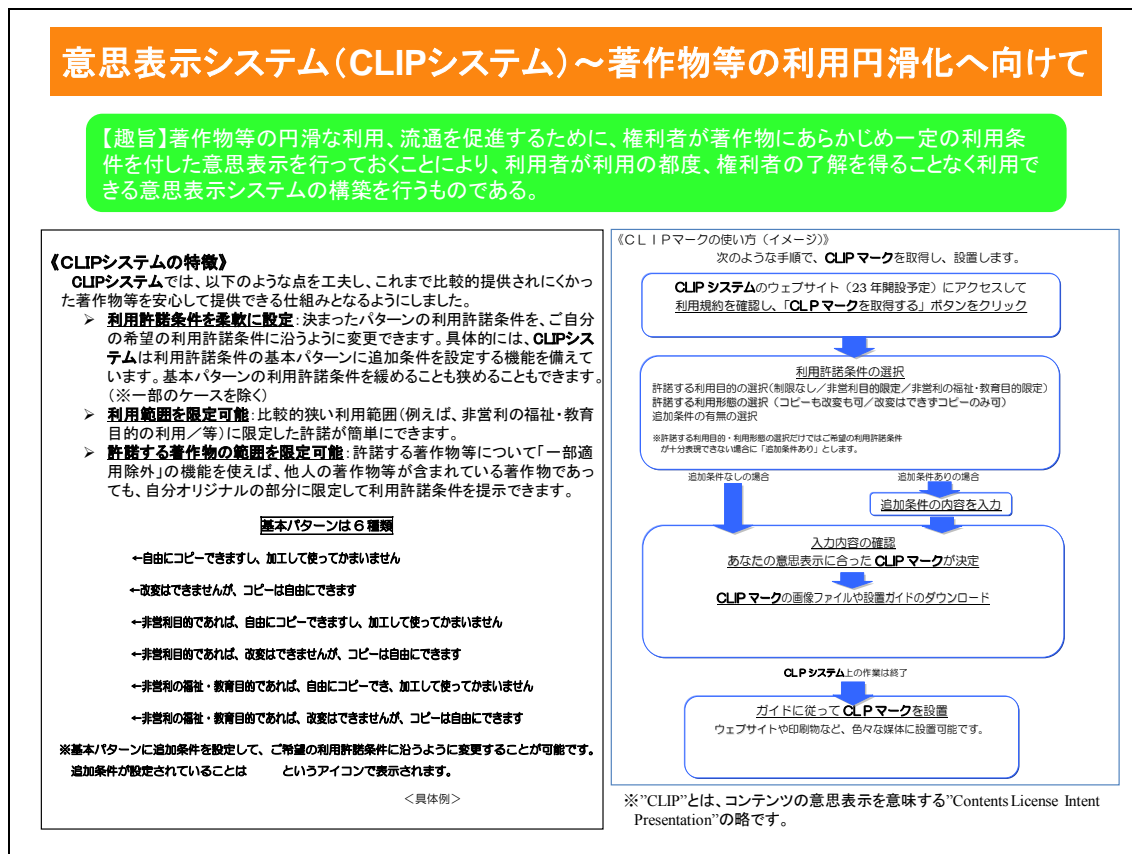 意思表示システム（CLIPシステム）～著作物等の利用円滑化へ向けて
【趣旨】著作物等の円滑な利用、流通を促進するために、権利者が著作物にあらかじめ一定の利用条
件を付した意思表示を行っておくことにより、利用者が利用の都度、権利者の了解を得ることなく利用で
きる意思表示システムの構築を行うものである。
《CLIPシステムの特徴》
CLIPシステムでは、以下のような点を工夫し、これまで比較的提供されにくかっ
た著作物等を安心して提供できる仕組みとなるようにしました。
➢ 利用許諾条件を柔軟に設定：決まったパターンの利用許諾条件を、ご自分
の希望の利用許諾条件に沿うように変更できます。具体的には、CLIPシス
テムは利用許諾条件の基本パターンに追加条件を設定する機能を備えて
います。基本パターンの利用許諾条件を緩めることも狭めることもできます。
（※一部のケースを除く）
➢ 利用範囲を限定可能：比較的狭い利用範囲（例えば、非営利の福祉・教育
目的の利用／等）に限定した許諾が簡単にできます。
➢ 許諾する著作物の範囲を限定可能：許諾する著作物等について「一部適
用除外」の機能を使えば、他人の著作物等が含まれている著作物であっ
ても、自分オリジナルの部分に限定して利用許諾条件を提示できます。
基本パターンは６種類
←自由にコピーできますし、加工して使ってかまいません
←改変はできませんが、コピーは自由にできます
←非営利目的であれば、自由にコピーできますし、加工して使ってかまいません
←非営利目的であれば、改変はできませんが、コピーは自由にできます
←非営利の福祉・教育目的であれば、自由にコピーでき、加工して使ってかまいません
←非営利の福祉・教育目的であれば、改変はできませんが、コピーは自由にできます
※基本パターンに追加条件を設定して、ご希望の利用許諾条件に沿うように変更することが可能です。
追加条件が設定されていることは　　　というアイコンで表示されます。
＜具体例＞
《ＣＬＩＰマークの使い方（イメージ）》
次のような手順で、CLIPマークを取得し、設置します。
CLIPシステムのウェブサイト（23年開設予定）にアクセスして
利用規約を確認し、「CLIPマークを取得する」ボタンをクリック
利用許諾条件の選択
許諾する利用目的の選択（制限なし／非営利目的限定／非営利の福祉・教育目的限定）
許諾する利用形態の選択（コピーも改変も可／改変はできずコピーのみ可）
追加条件の有無の選択
※許諾する利用目的・利用形態の選択だけではご希望の利用許諾条件
が十分表現できない場合に「追加条件あり」とします。
追加条件なしの場合
追加条件ありの場合
追加条件の内容を入力
入力内容の確認
あなたの意思表示に合ったCLIPマークが決定
CLIPマークの画像ファイルや設置ガイドのダウンロード
CLIPシステム上の作業は終了
ガイドに従ってCLIPマークを設置
ウェブサイトや印刷物など、色々な媒体に設置可能です。
※”CLIP”とは、コンテンツの意思表示を意味する”Contents License Intent
Presentation”の略です。